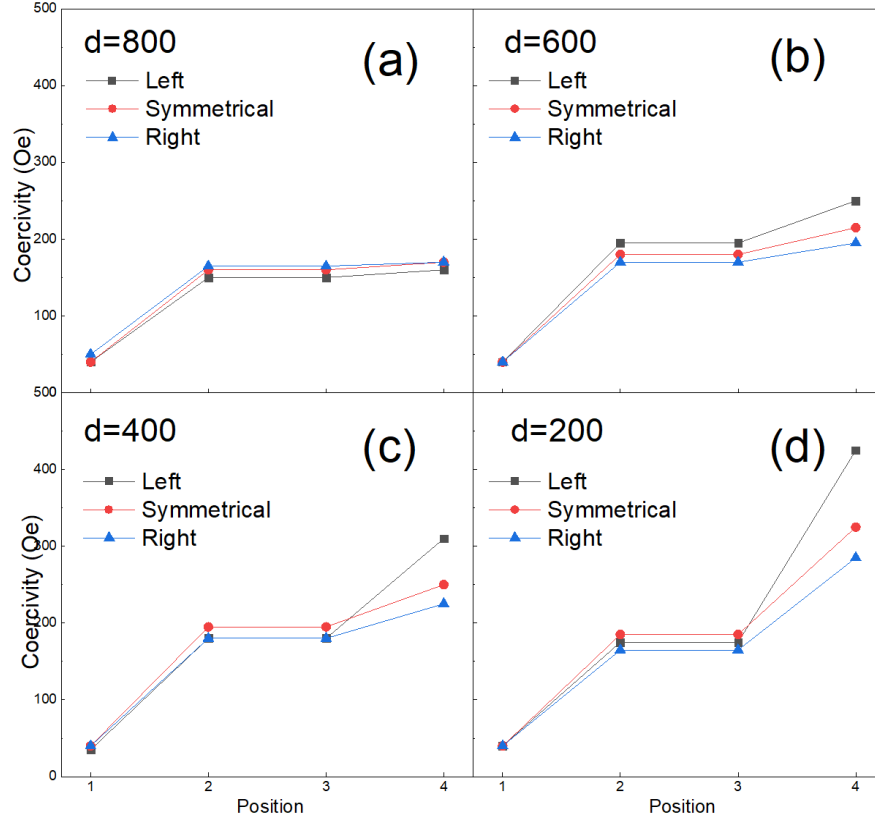 500
d=800
(a)
Left
400
Symmetrical
Right
300
Coercivity (Oe)
200
100
500
d=600
(b)
Left
Symmetrical
Right
d=400
(c)
Left
400
Symmetrical
Right
300
Coercivity (Oe)
200
100
0
1
2
3
4
Position
d=200
(d)
Left
Symmetrical
Right
1
2
3
4
Position